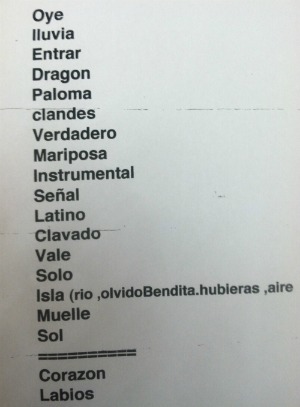 Oye
lluvia
Entrar
Dragon
Paloma
clandes
Verdadero
Mariposa
Instrumental
Señal
Latino
Clavado
Vale
Solo
Isla (rio ,olvidoBendita.hubieras ,aire
Muelle
Sol
==========
Corazon
Labios